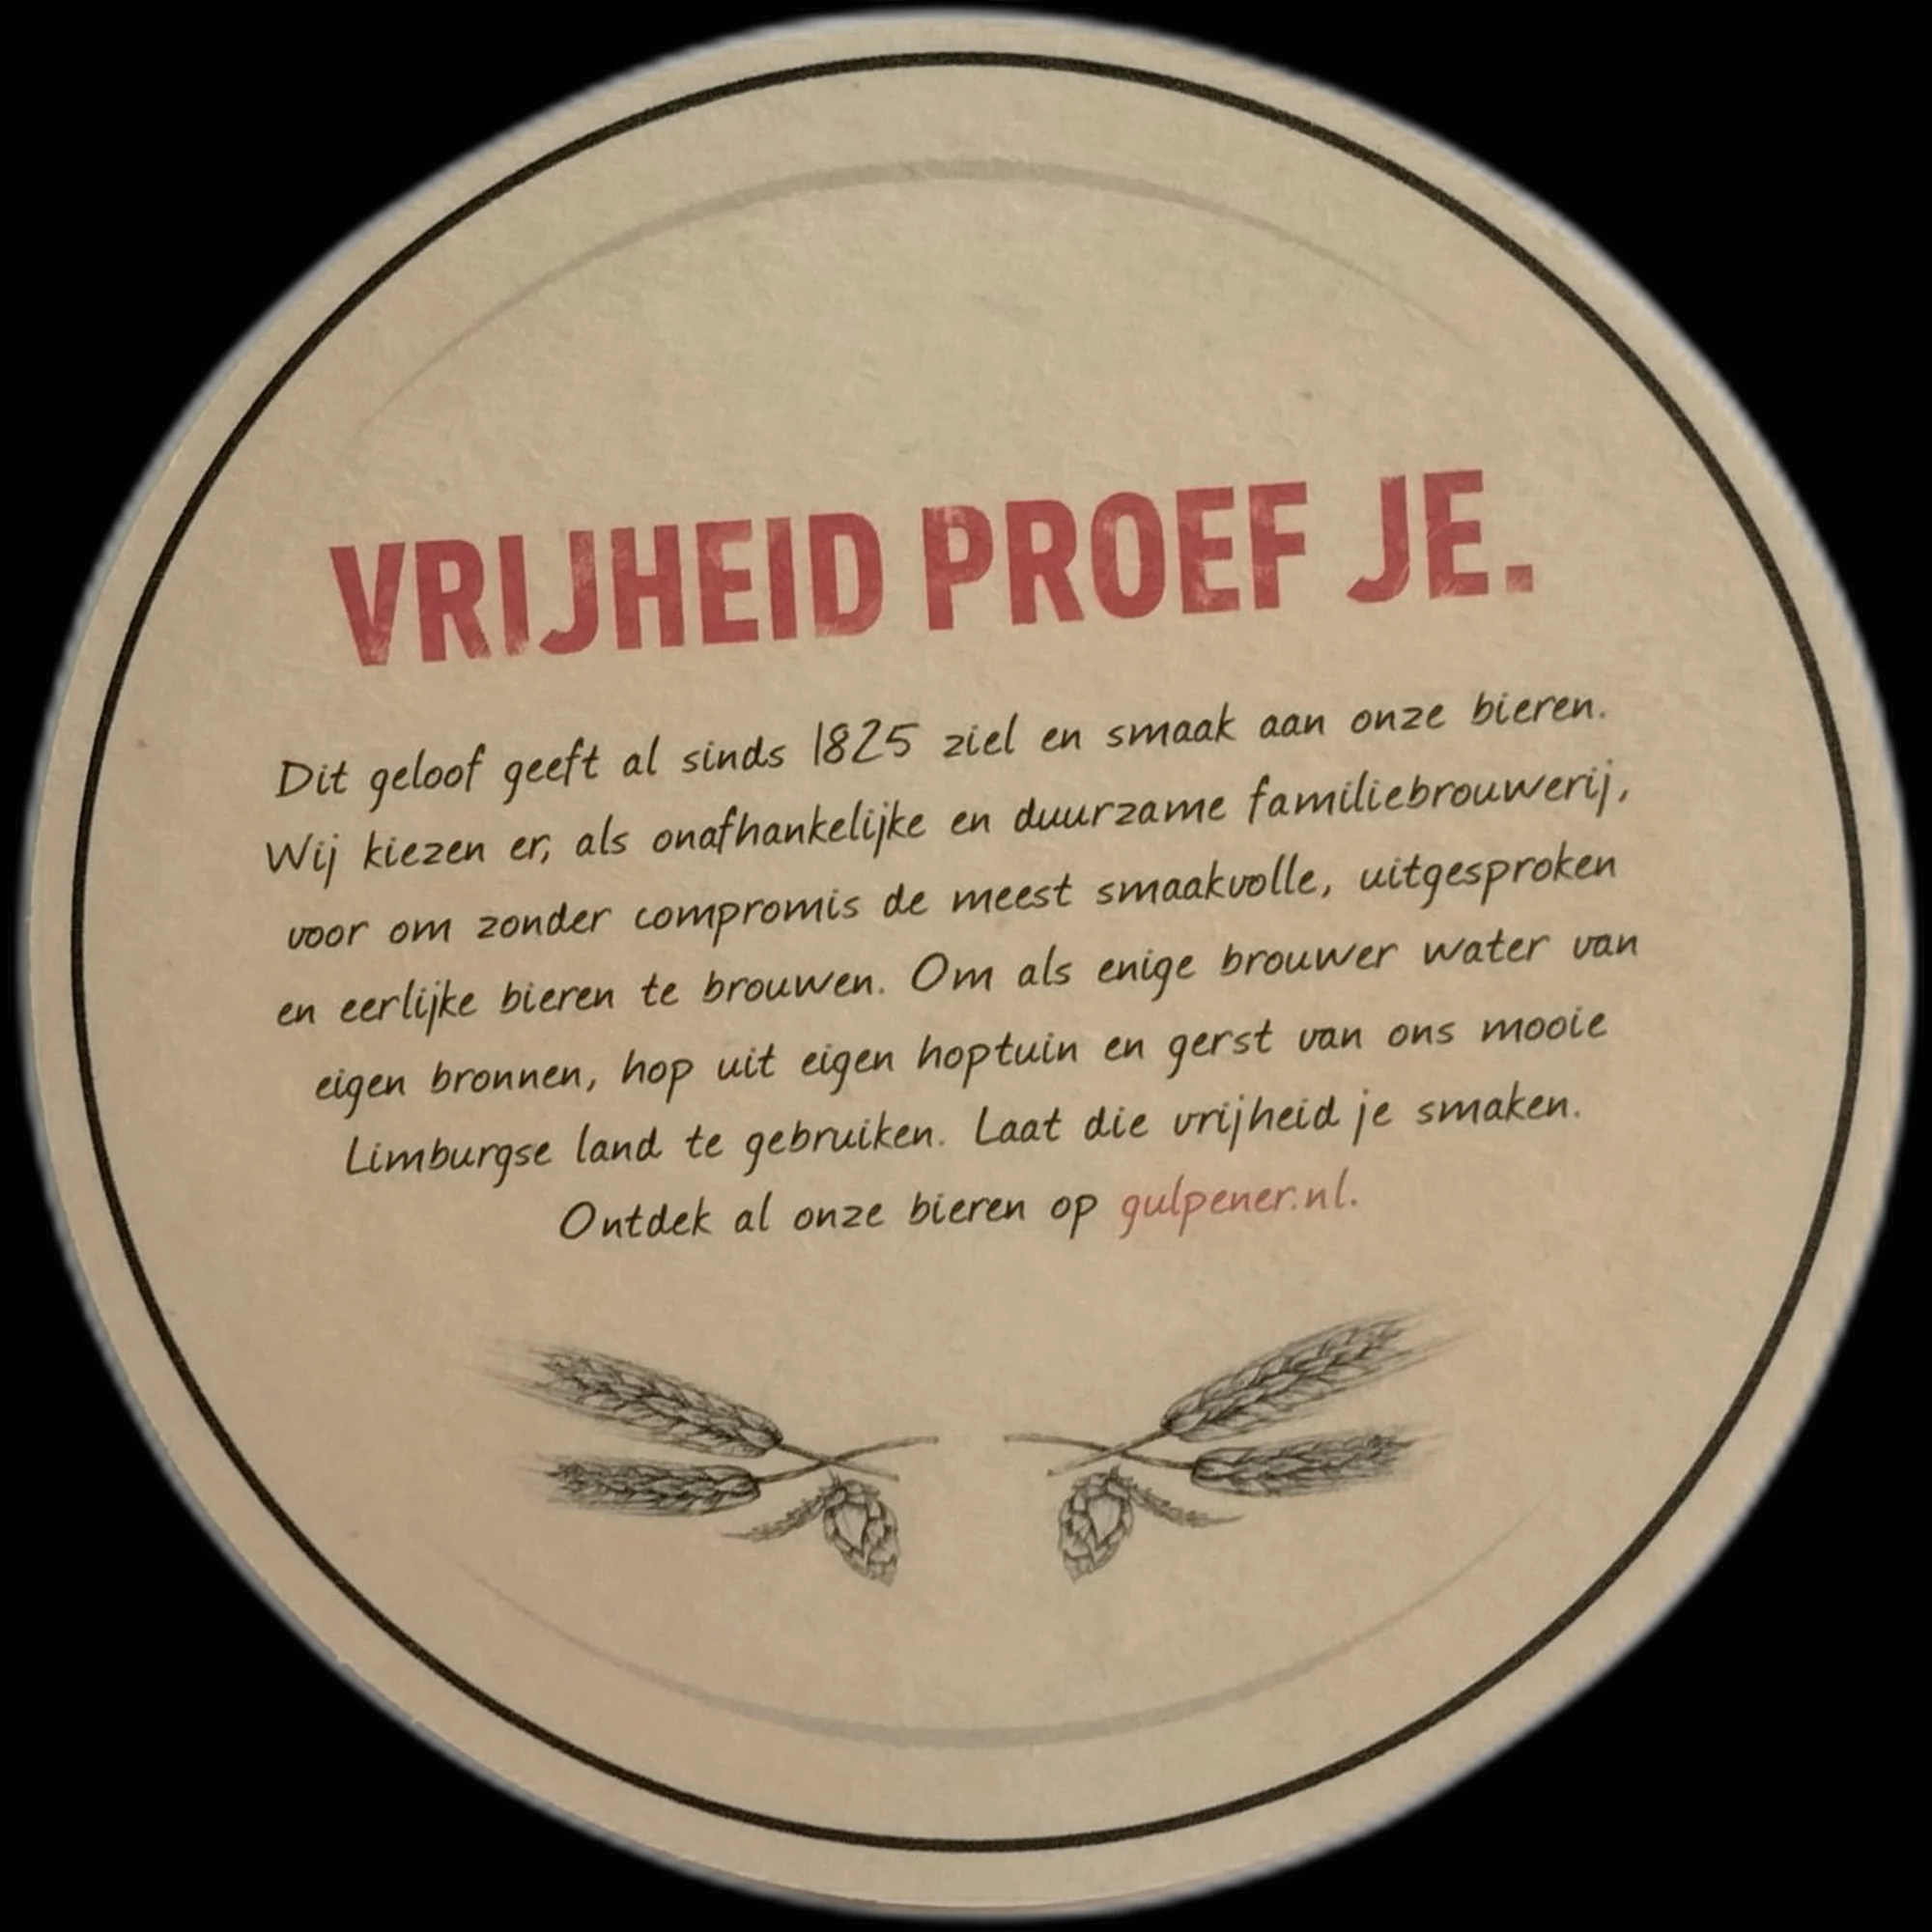 VRIJHEID PROEF JE.
Dit geloof geeft al sinds 1825 ziel en smaak aan onze bieren.
Wij kiezen er, als onafhankelijke en duurzame familiebrouwerij,
voor om zonder compromis de meest smaakvolle, uitgesproken
en eerlijke bieren te brouwen. Om als enige brouwer water van
eigen bronnen, hop uit eigen hoptuin en gerst van ons mooie
Limburgse land te gebruiken. Laat die vrijheid je smaken.
Ontdek al onze bieren op gulpener.nl.